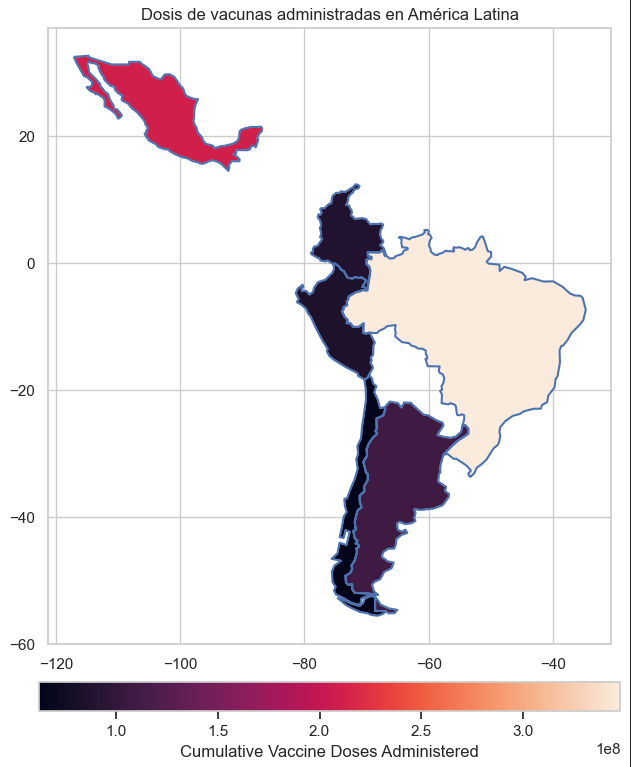 Dosis de vacunas administradas en América Latina
20
0
−20
−40
−60
−120 −100 −80 −60 −40
1.0 1.5 2.0 2.5 3.0
1e8
Cumulative Vaccine Doses Administered